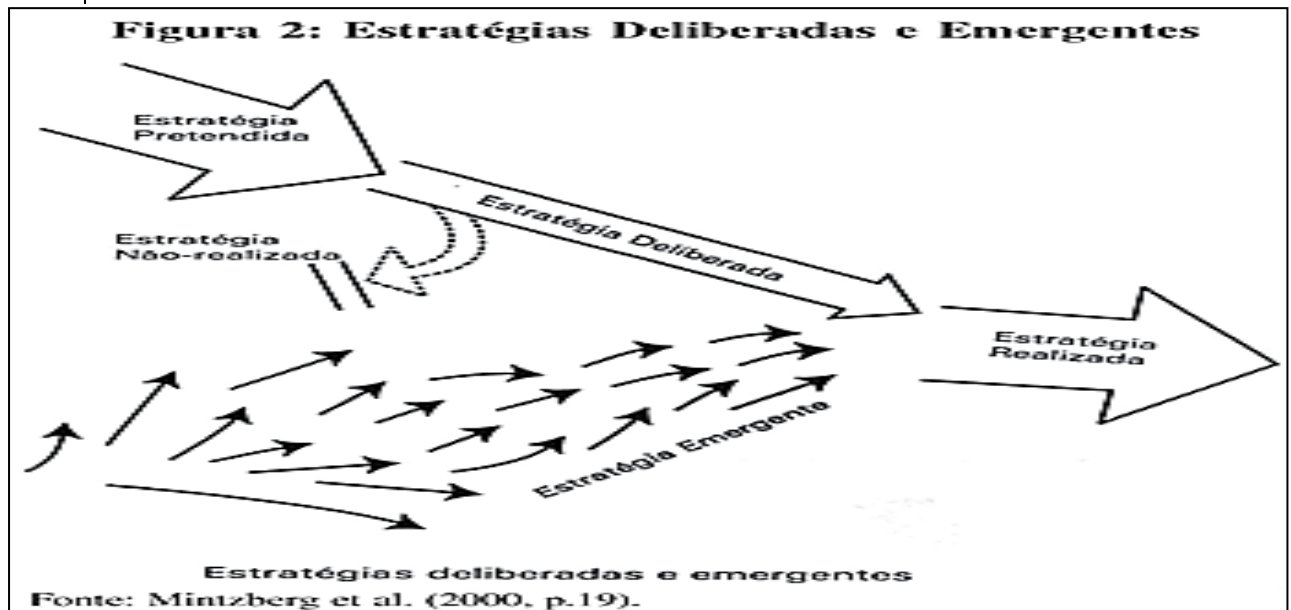 Figura 2: Estratégias Deliberadas e Emergentes
Estratégia
Pretendida
Estratégia
Não-realizada
Estratégia Deliberada
Estratégia
Realizada
Estratégia Emergente
Estratégias deliberadas e emergentes
Fonte: Mintzberg et al. (2000, p.19).